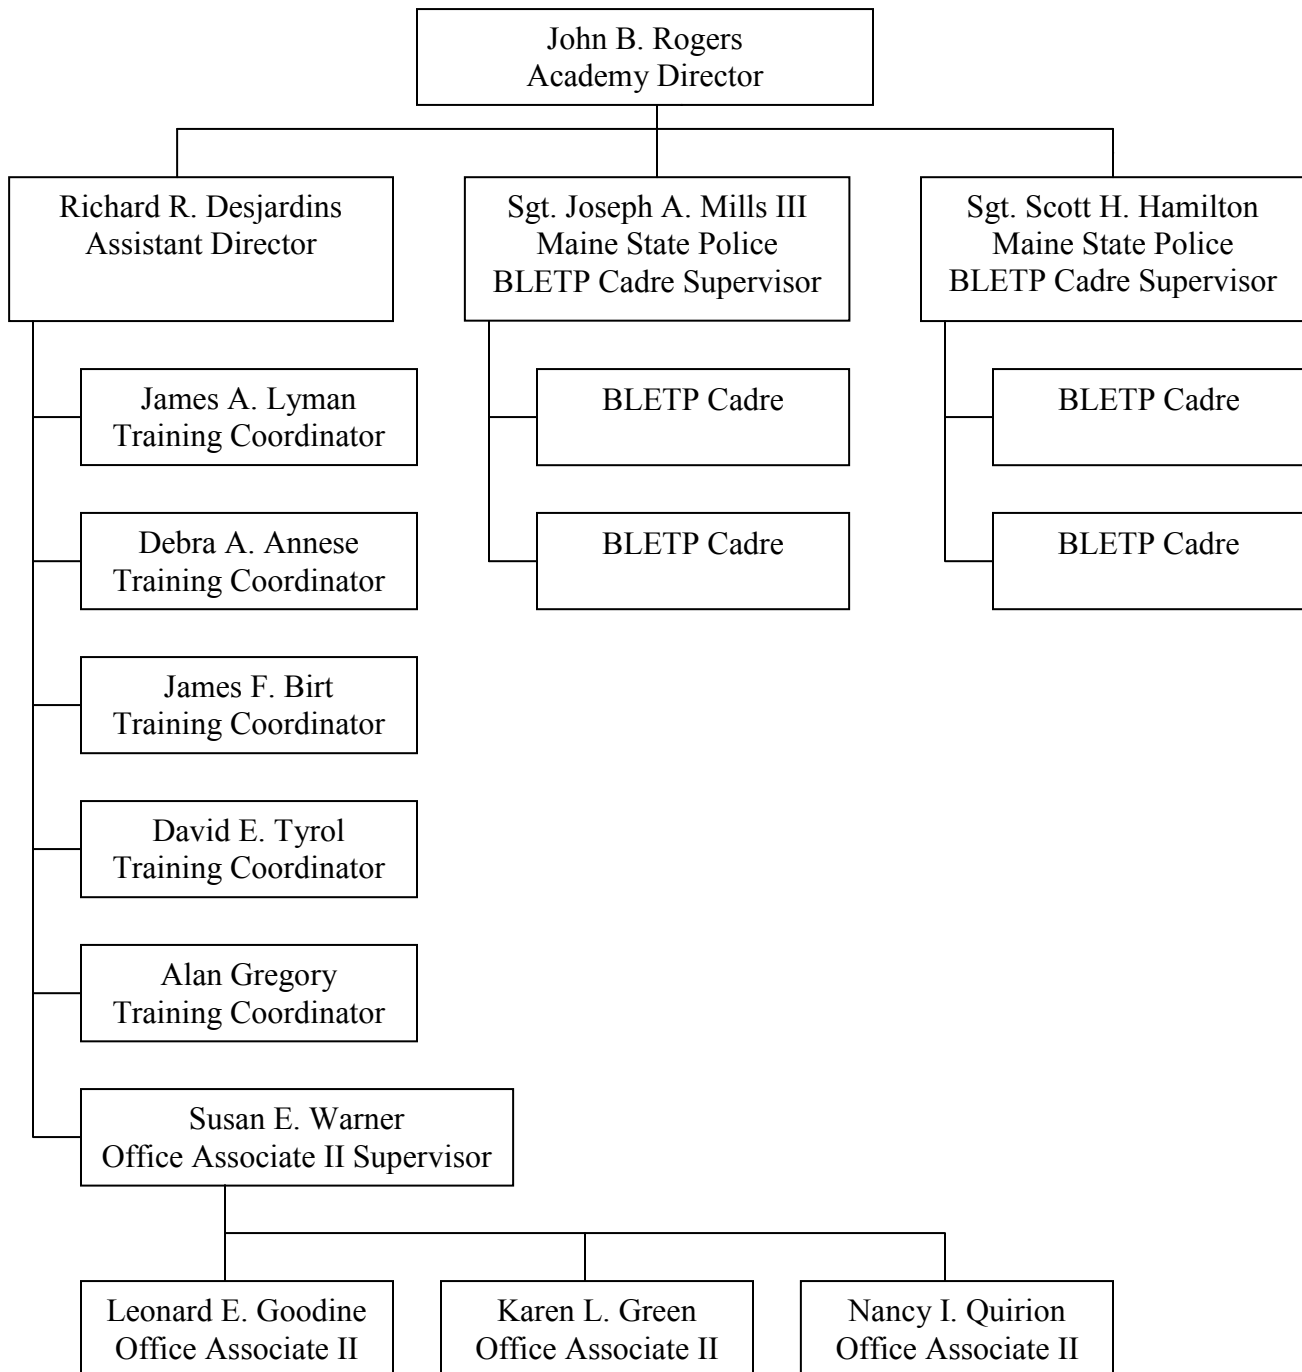 John B. Rogers
Academy Director
Richard R. Desjardins
Assistant Director
Sgt. Joseph A. Mills III
Maine State Police
BLETP Cadre Supervisor
Sgt. Scott H. Hamilton
Maine State Police
BLETP Cadre Supervisor
James A. Lyman
Training Coordinator
BLETP Cadre
BLETP Cadre
Debra A. Annese
Training Coordinator
BLETP Cadre
BLETP Cadre
James F. Birt
Training Coordinator
David E. Tyrol
Training Coordinator
Alan Gregory
Training Coordinator
Susan E. Warner
Office Associate II Supervisor
Leonard E. Goodine
Office Associate II
Karen L. Green
Office Associate II
Nancy I. Quirion
Office Associate II